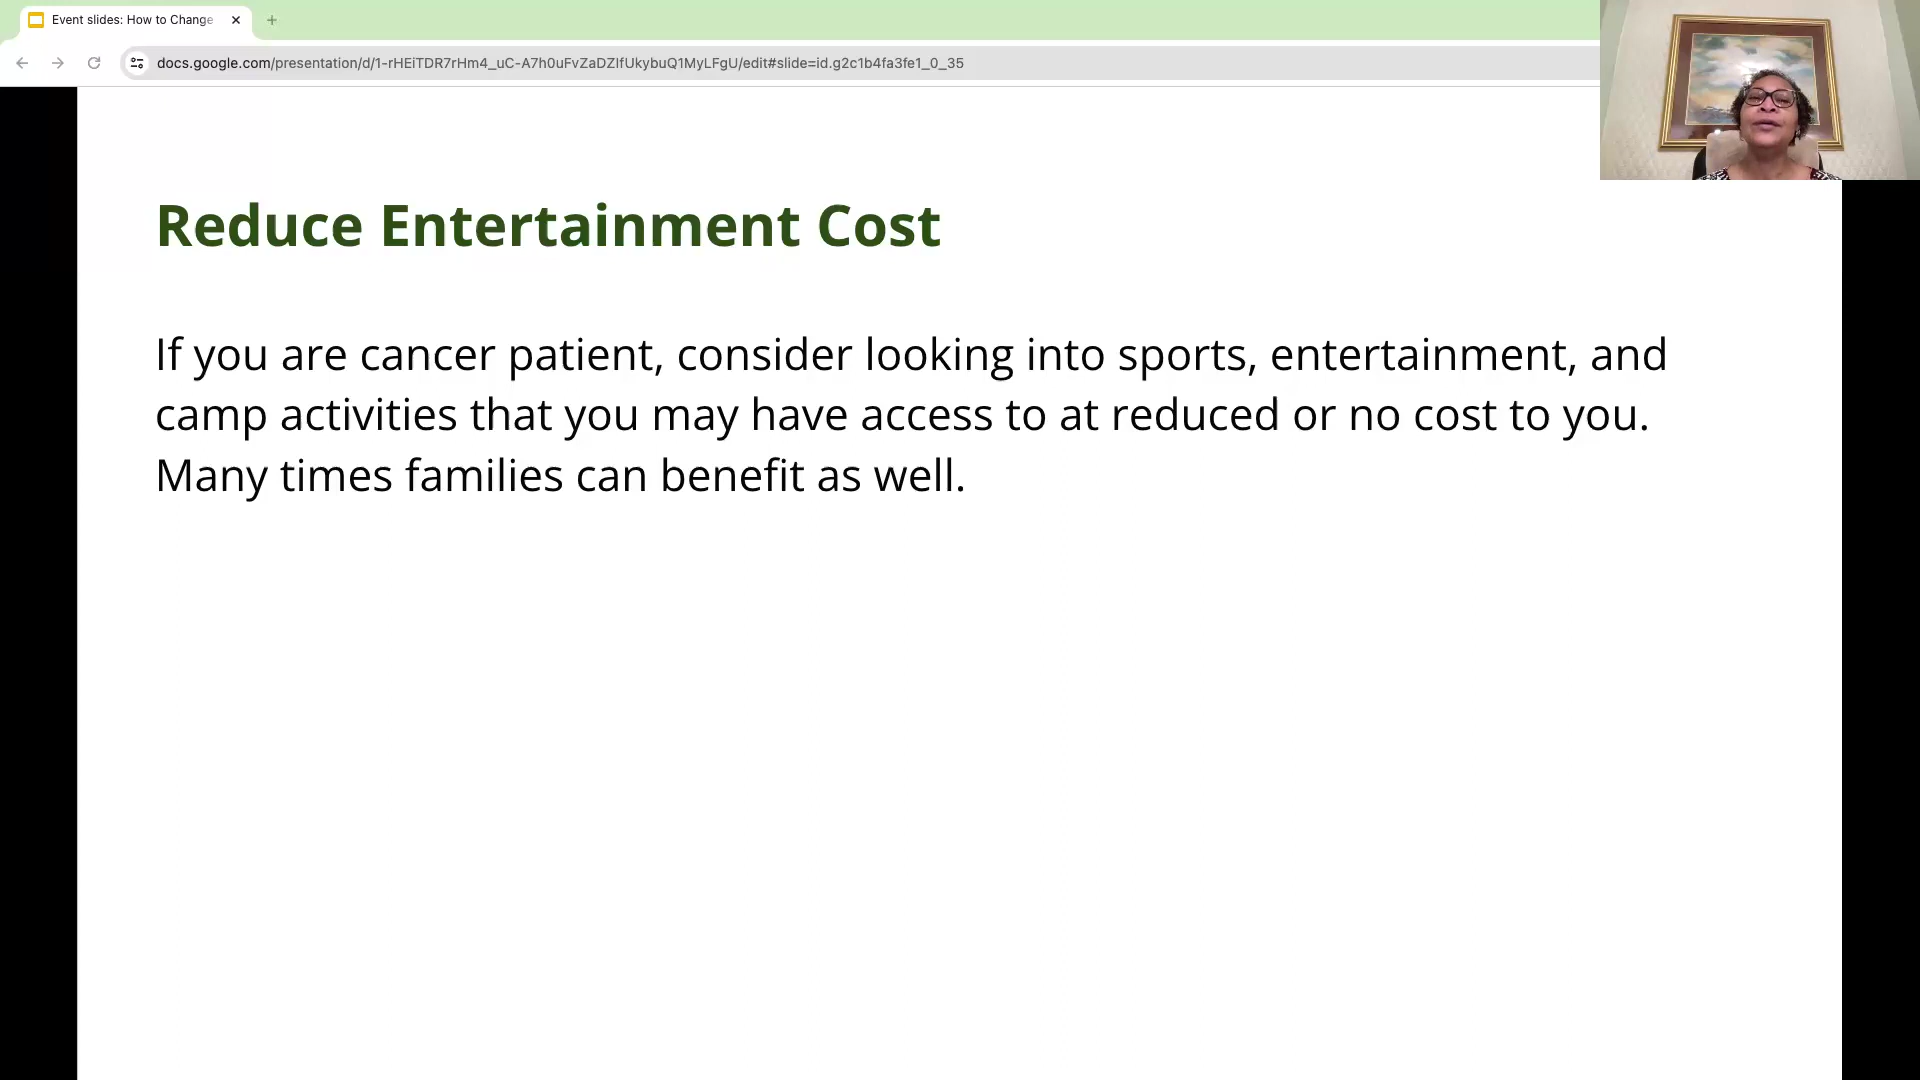 Event slides: How to Change
docs.google.com/presentation/d/1-rHEiTDR7rHm4_uC-A7h0uFvZaDZIfUkybuQ1MyLFgU/edit#slide=id.g2c1b4fa3fe1_0_35
Reduce Entertainment Cost
If you are cancer patient, consider looking into sports, entertainment, and
camp activities that you may have access to at reduced or no cost to you.
Many times families can benefit as well.